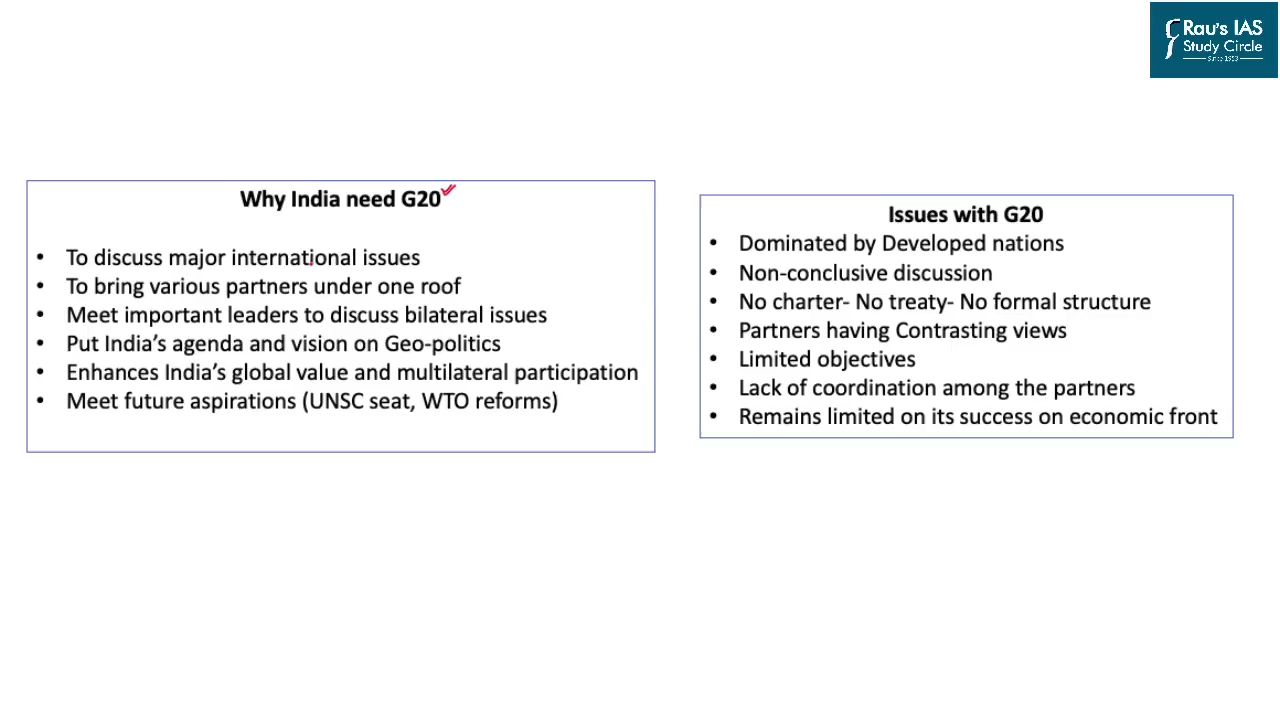 Rau's IAS
Study Circle
Since 1953
Why India need G20
• To discuss major international issues
• To bring various partners under one roof
• Meet important leaders to discuss bilateral issues
• Put India's agenda and vision on Geo-politics
• Enhances India's global value and multilateral participation
• Meet future aspirations (UNSC seat, WTO reforms)
Issues with G20
• Dominated by Developed nations
• Non-conclusive discussion
• No charter- No treaty- No formal structure
• Partners having Contrasting views
• Limited objectives
• Lack of coordination among the partners
• Remains limited on its success on economic front